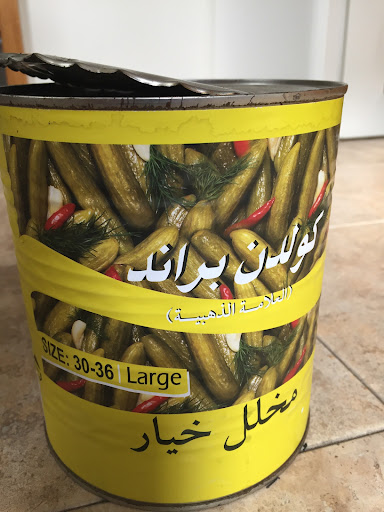 كولدن براند
(العلامة الذهبية)
SIZE: 30-36 Large
مخلل خيار